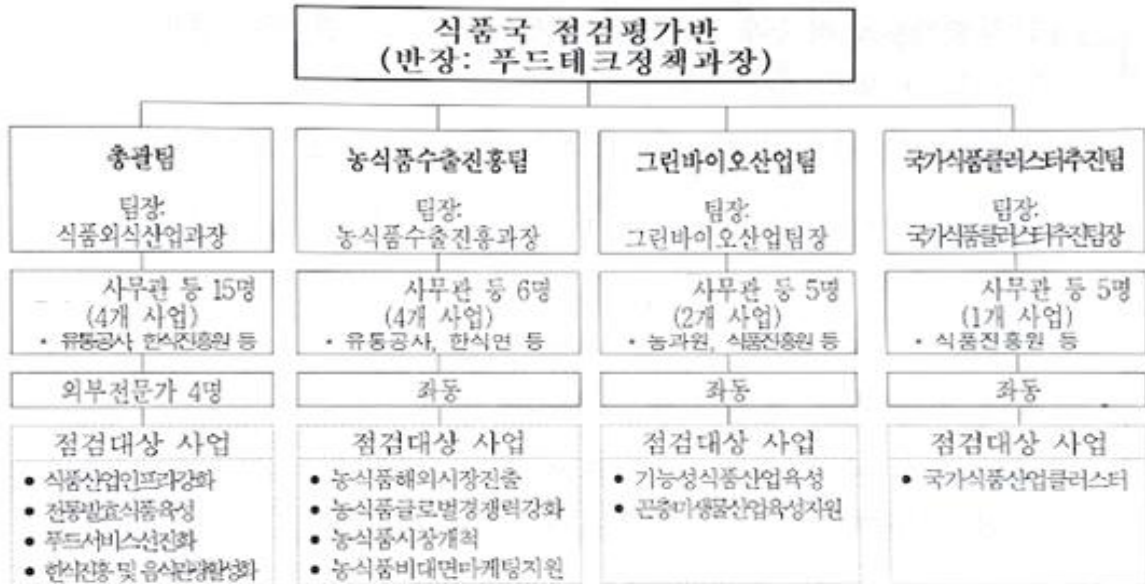 식품국 점검평가반
(반장: 푸드테크정책과장)
총괄팀
팀장:
식품외식산업과장
사무관 등 15명
(4개 사업)
• 유통공사, 한식진흥원 등
외부전문가 4명
점검대상 사업
• 식품산업인프라강화
• 전통발효식품육성
• 푸드서비스선진화
• 한식진흥 및 음식관광활성화
농식품수출진흥팀
팀장:
농식품수출진흥과장
사무관 등 6명
(4개 사업)
• 유통공사, 한식연 등
좌동
점검대상 사업
• 농식품해외시장진출
• 농식품글로벌경쟁력강화
• 농식품시장개척
• 농식품비대면마케팅지원
그린바이오산업팀
팀장:
그린바이오산업팀장
사무관 등 5명
(2개 사업)
• 농과원, 식품진흥원 등
좌동
점검대상 사업
• 기능성식품산업육성
• 곤충미생물산업육성지원
국가식품클러스터추진팀
팀장:
국가식품클러스터추진팀장
사무관 등 5명
(1개 사업)
• 식품진흥원 등
좌동
점검대상 사업
• 국가식품산업클러스터